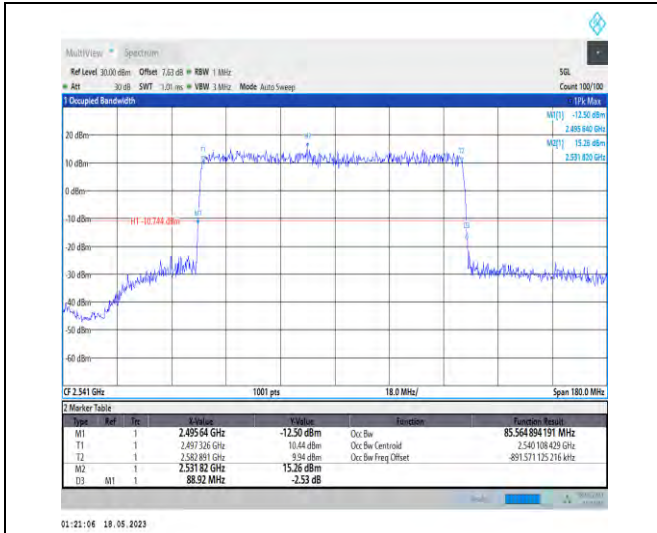 MultiView Spectrum
Ref Level 30.00 dBm Offset 7.63 dB RBW 1 MHz SGL
Att 30 dB SWT 1.01 ms VBW 3 MHz Mode Auto Sweep Count 100/100
1 Occupied Bandwidth 1Pk Max
M1[1] -12.50 dBm
2.495 640 GHz
M2[1] 15.26 dBm
2.531 820 GHz
20 dBm
T1 M2 T2
10 dBm
0 dBm
-10 dBm
H1 -10.744 dBm
M1
D3
-20 dBm
-30 dBm
-40 dBm
-50 dBm
-60 dBm
CF 2.541 GHz 1001 pts 18.0 MHz/ Span 180.0 MHz
2 Marker Table
Type Ref Trc X-Value Y-Value Function Function Result
M1 1 2.495 64 GHz -12.50 dBm Occ Bw 85.564 894 191 MHz
T1 1 2.497 326 GHz 10.44 dBm Occ Bw Centroid 2.540 108 429 GHz
T2 1 2.582 891 GHz 9.94 dBm Occ Bw Freq Offset -891.571 125 216 kHz
M2 1 2.531 82 GHz 15.26 dBm
D3 M1 1 88.92 MHz -2.53 dB
01:21:06 18.05.2023